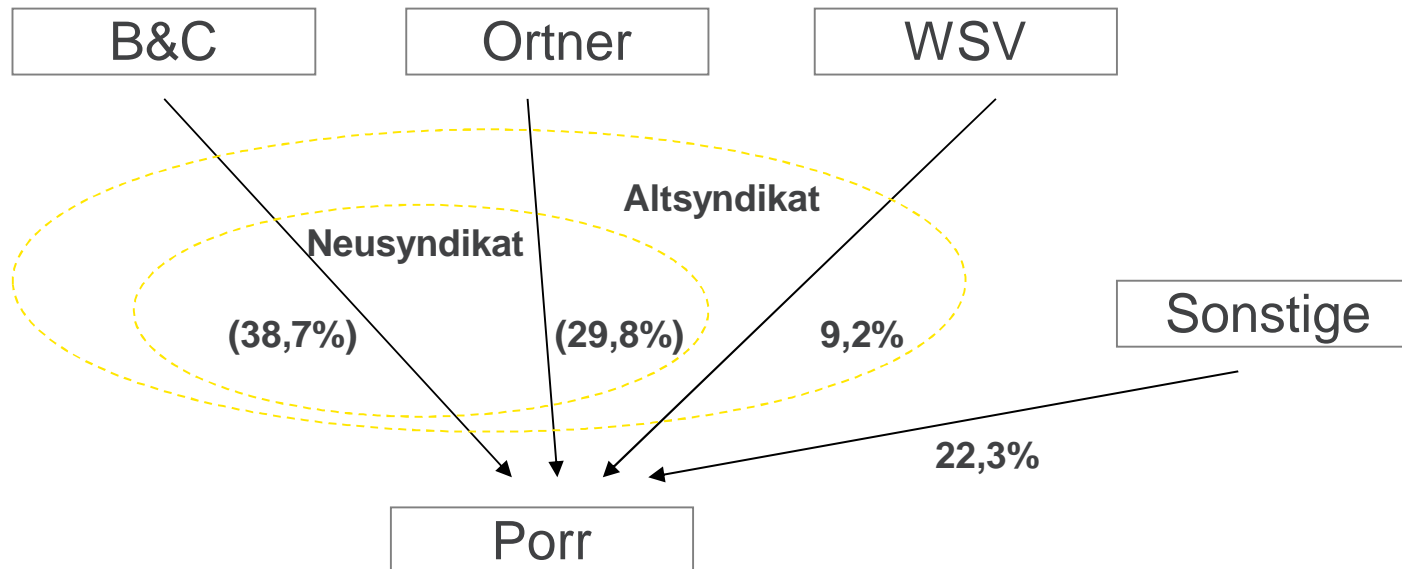 B&C
Ortner
WSV
Altsyndikat
Neusyndikat
(38,7%)
(29,8%)
9,2%
Sonstige
22,3%
Porr